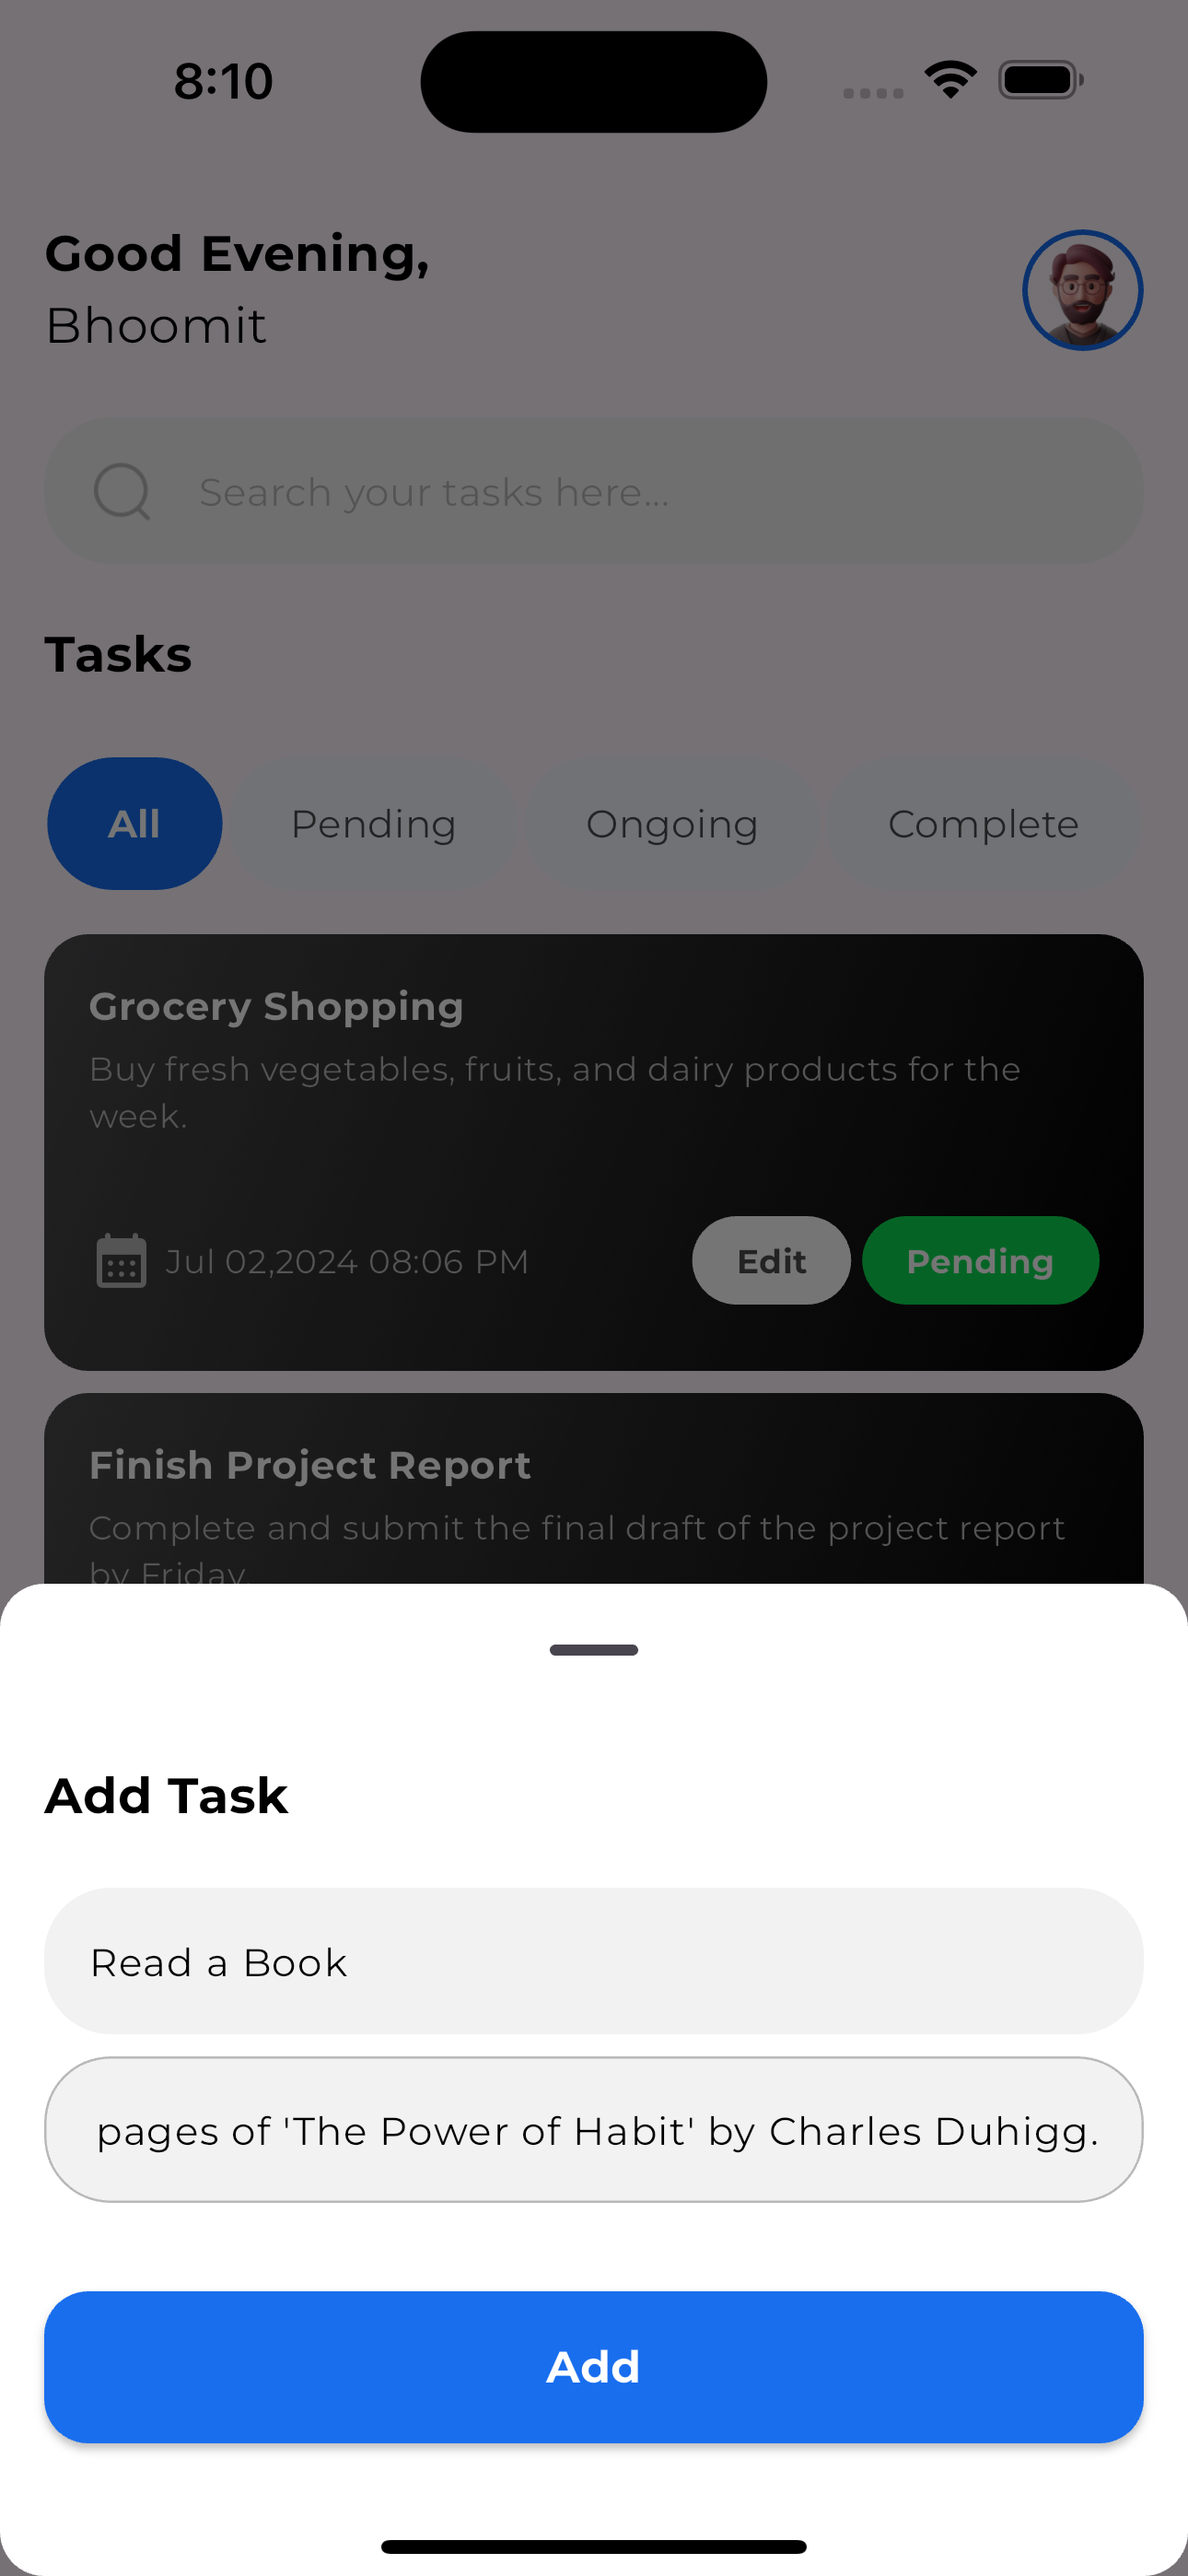 8:10
Good Evening,
Bhoomit
Search your tasks here...
Tasks
All
Pending
Ongoing
Complete
Grocery Shopping
Buy fresh vegetables, fruits, and dairy products for the
week.
Jul 02,2024 08:06 PM
Edit
Pending
Finish Project Report
Complete and submit the final draft of the project report
by Friday
Add Task
Read a Book
pages of 'The Power of Habit' by Charles Duhigg.
Add